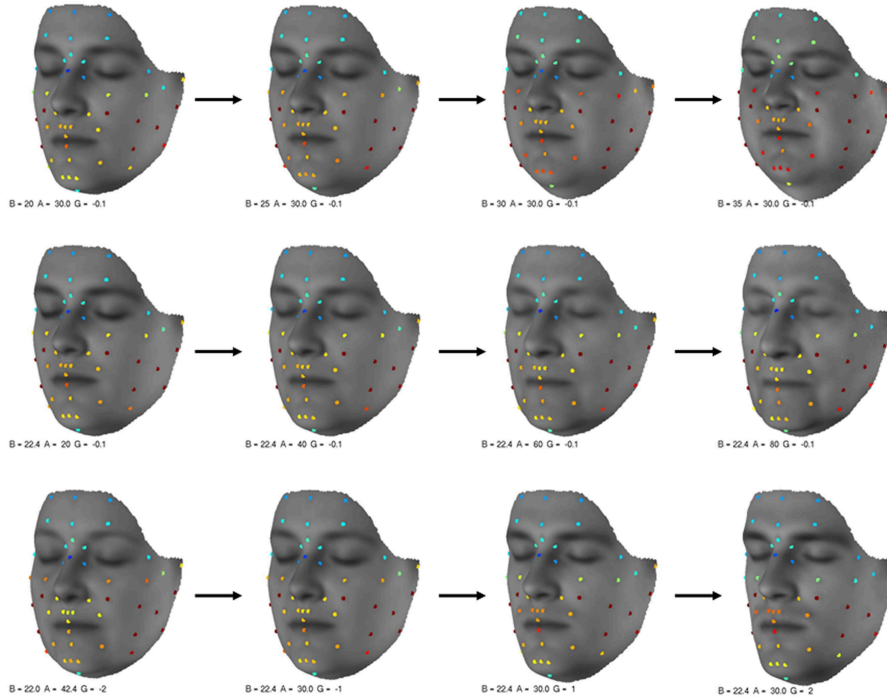 B = 20 A = 30.0 G = -0.1
B = 25 A = 30.0 G = -0.1
B = 30 A = 30.0 G = -0.1
B = 35 A = 30.0 G = -0.1
B = 22.4 A = 20 G = -0.1
B = 22.4 A = 40 G = -0.1
B = 22.4 A = 60 G = -0.1
B = 22.4 A = 80 G = -0.1
B = 22.0 A = 42.4 G = -2
B = 22.4 A = 30.0 G = -1
B = 22.4 A = 30.0 G = 1
B = 22.4 A = 30.0 G = 2